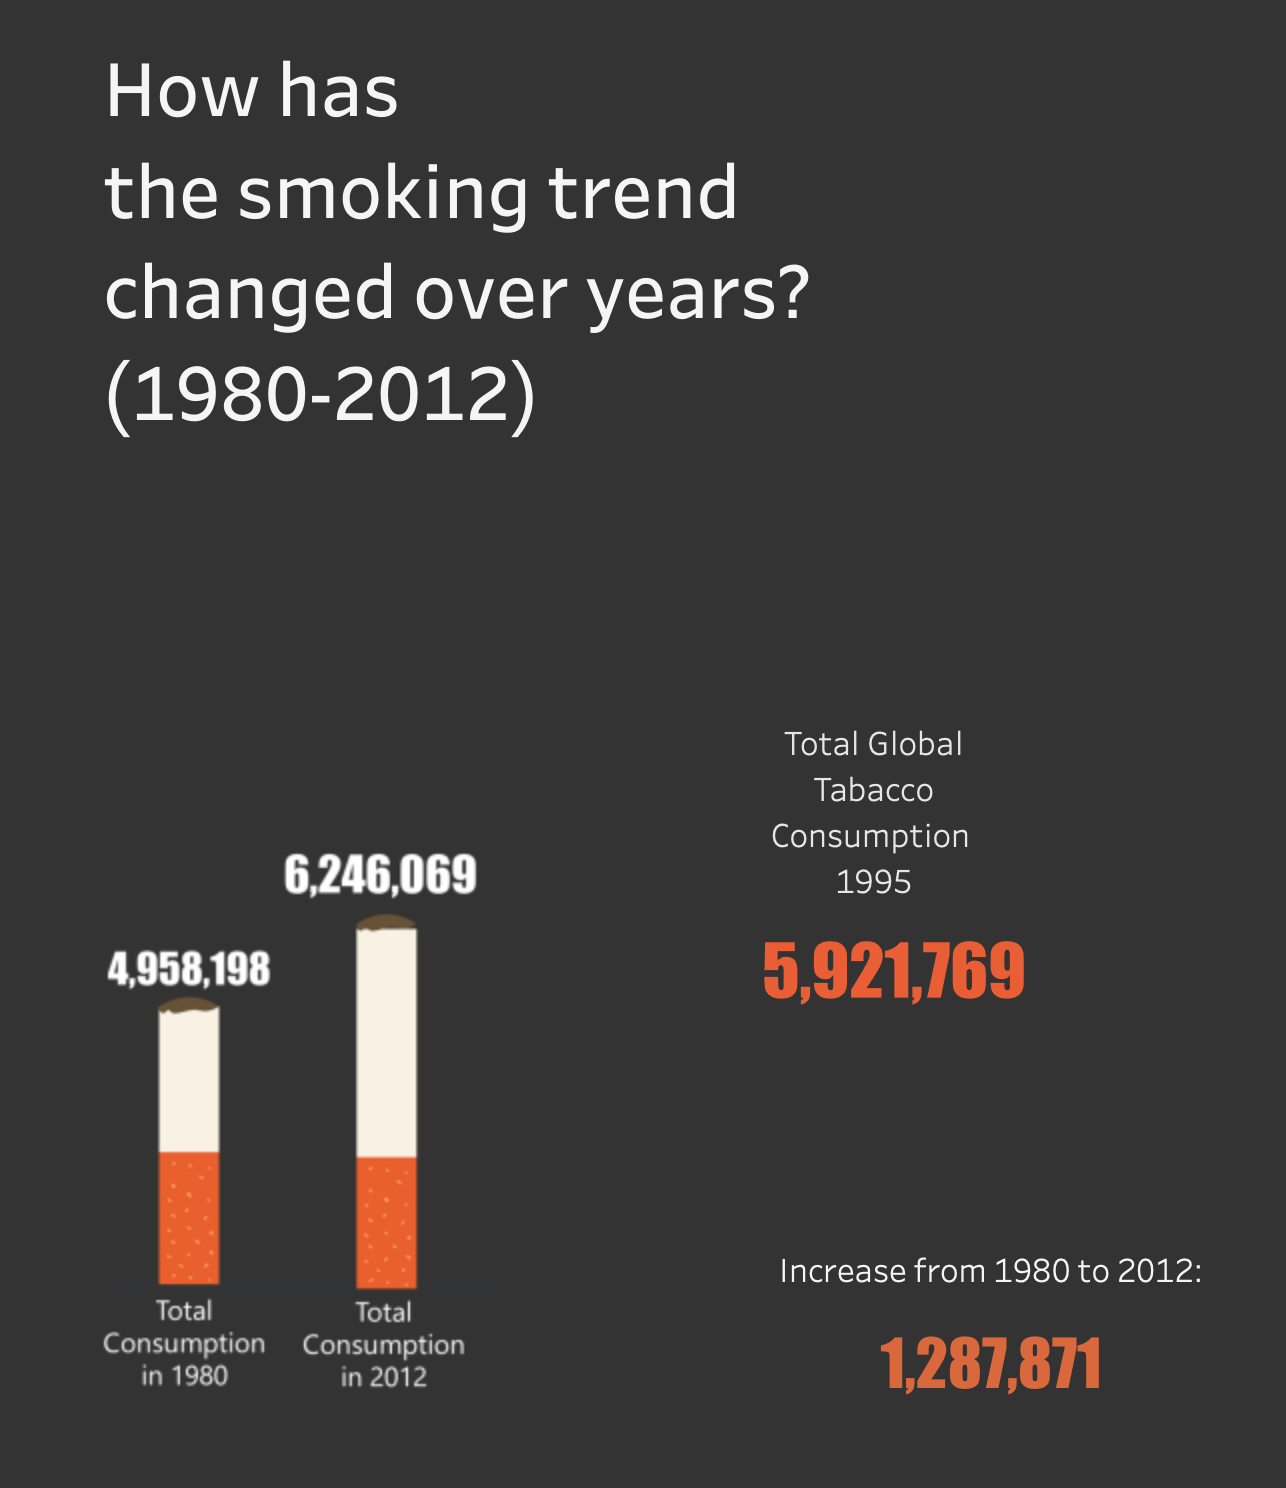 How has
the smoking trend
changed over years?
(1980-2012)
Total Global
Tabacco
Consumption
1995
5,921,769
6,246,069
4,958,198
Total
Consumption
in 1980
Total
Consumption
in 2012
Increase from 1980 to 2012:
1,287,871